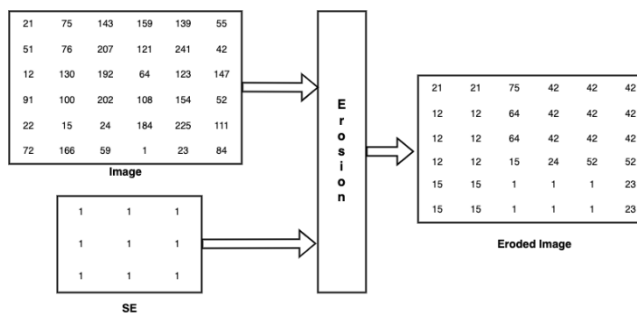 21 75 143 159 139 55
51 76 207 121 241 42
12 130 192 64 123 147
91 100 202 108 154 52
22 15 24 184 225 111
72 166 59 1 23 84
Image
1 1 1
1 1 1
1 1 1
SE
Erosion
21 21 75 42 42 42
12 12 64 42 42 42
12 12 64 42 42 42
12 12 15 24 52 52
15 15 1 1 1 23
15 15 1 1 1 23
Eroded Image